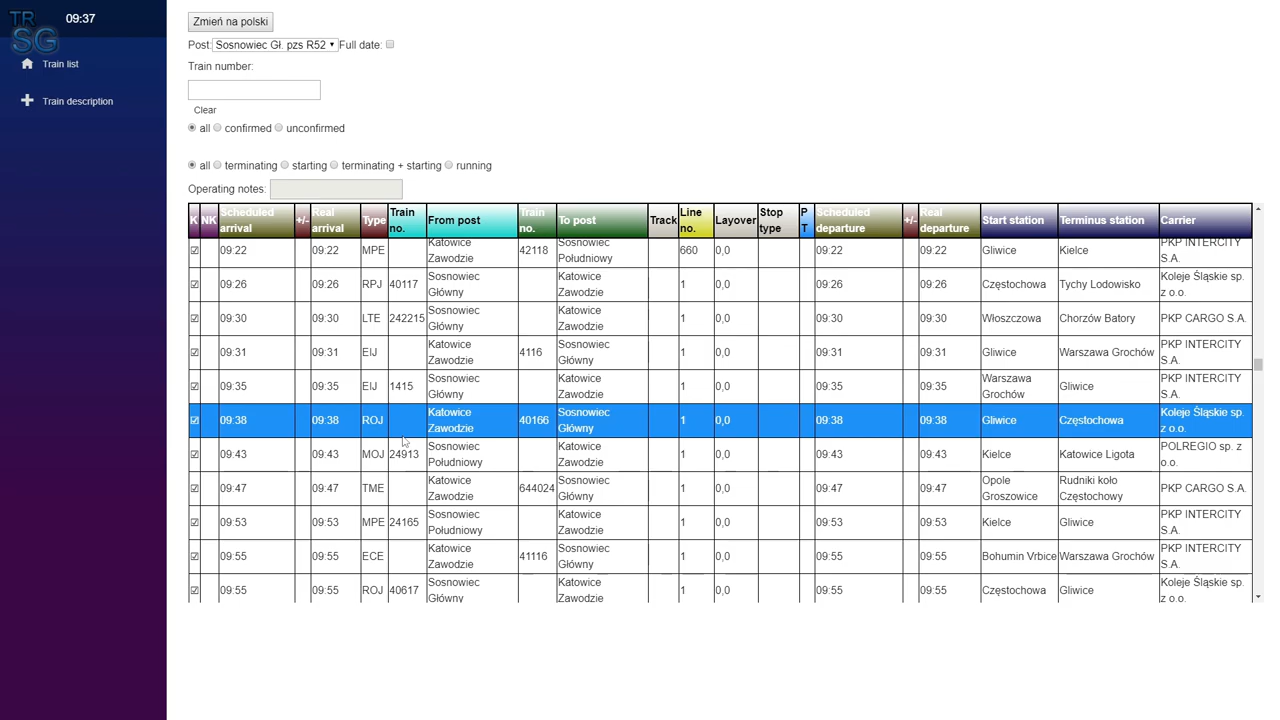 TR
SG
09:37
Train list
Train description
Zmień na polski
Post: Sosnowiec Gł. pzs R52 Full date:
Train number:
Clear
all confirmed unconfirmed
all terminating starting terminating + starting running
Operating notes:
K NK Scheduled arrival +/- Real arrival Type Train no. From post Train no. To post Track Line no. Layover Stop type P T Scheduled departure +/- Real departure Start station Terminus station Carrier
09:22 09:22 MPE Katowice Zawodzie 42118 Sosnowiec Południowy 660 0,0 09:22 09:22 Gliwice Kielce PKP INTERCITY S.A.
09:26 09:26 RPJ 40117 Sosnowiec Główny Katowice Zawodzie 1 0,0 09:26 09:26 Częstochowa Tychy Lodowisko Koleje Śląskie sp. z o.o.
09:30 09:30 LTE 242215 Sosnowiec Główny Katowice Zawodzie 1 0,0 09:30 09:30 Włoszczowa Chorzów Batory PKP CARGO S.A.
09:31 09:31 EIJ Katowice Zawodzie 4116 Sosnowiec Główny 1 0,0 09:31 09:31 Gliwice Warszawa Grochów PKP INTERCITY S.A.
09:35 09:35 EIJ 1415 Sosnowiec Główny Katowice Zawodzie 1 0,0 09:35 09:35 Warszawa Grochów Gliwice PKP INTERCITY S.A.
09:38 09:38 ROJ Katowice Zawodzie 40166 Sosnowiec Główny 1 0,0 09:38 09:38 Gliwice Częstochowa Koleje Śląskie sp. z o.o.
09:43 09:43 MOJ 24913 Sosnowiec Południowy Katowice Zawodzie 1 0,0 09:43 09:43 Kielce Katowice Ligota POLREGIO sp. z o.o.
09:47 09:47 TME Katowice Zawodzie 644024 Sosnowiec Główny 1 0,0 09:47 09:47 Opole Groszowice Rudniki koło Częstochowy PKP CARGO S.A.
09:53 09:53 MPE 24165 Sosnowiec Południowy Katowice Zawodzie 1 0,0 09:53 09:53 Kielce Gliwice PKP INTERCITY S.A.
09:55 09:55 ECE Katowice Zawodzie 41116 Sosnowiec Główny 1 0,0 09:55 09:55 Bohumin Vrbice Warszawa Grochów PKP INTERCITY S.A.
09:55 09:55 ROJ 40617 Sosnowiec Główny Katowice Zawodzie 1 0,0 09:55 09:55 Częstochowa Gliwice Koleje Śląskie sp. z o.o.